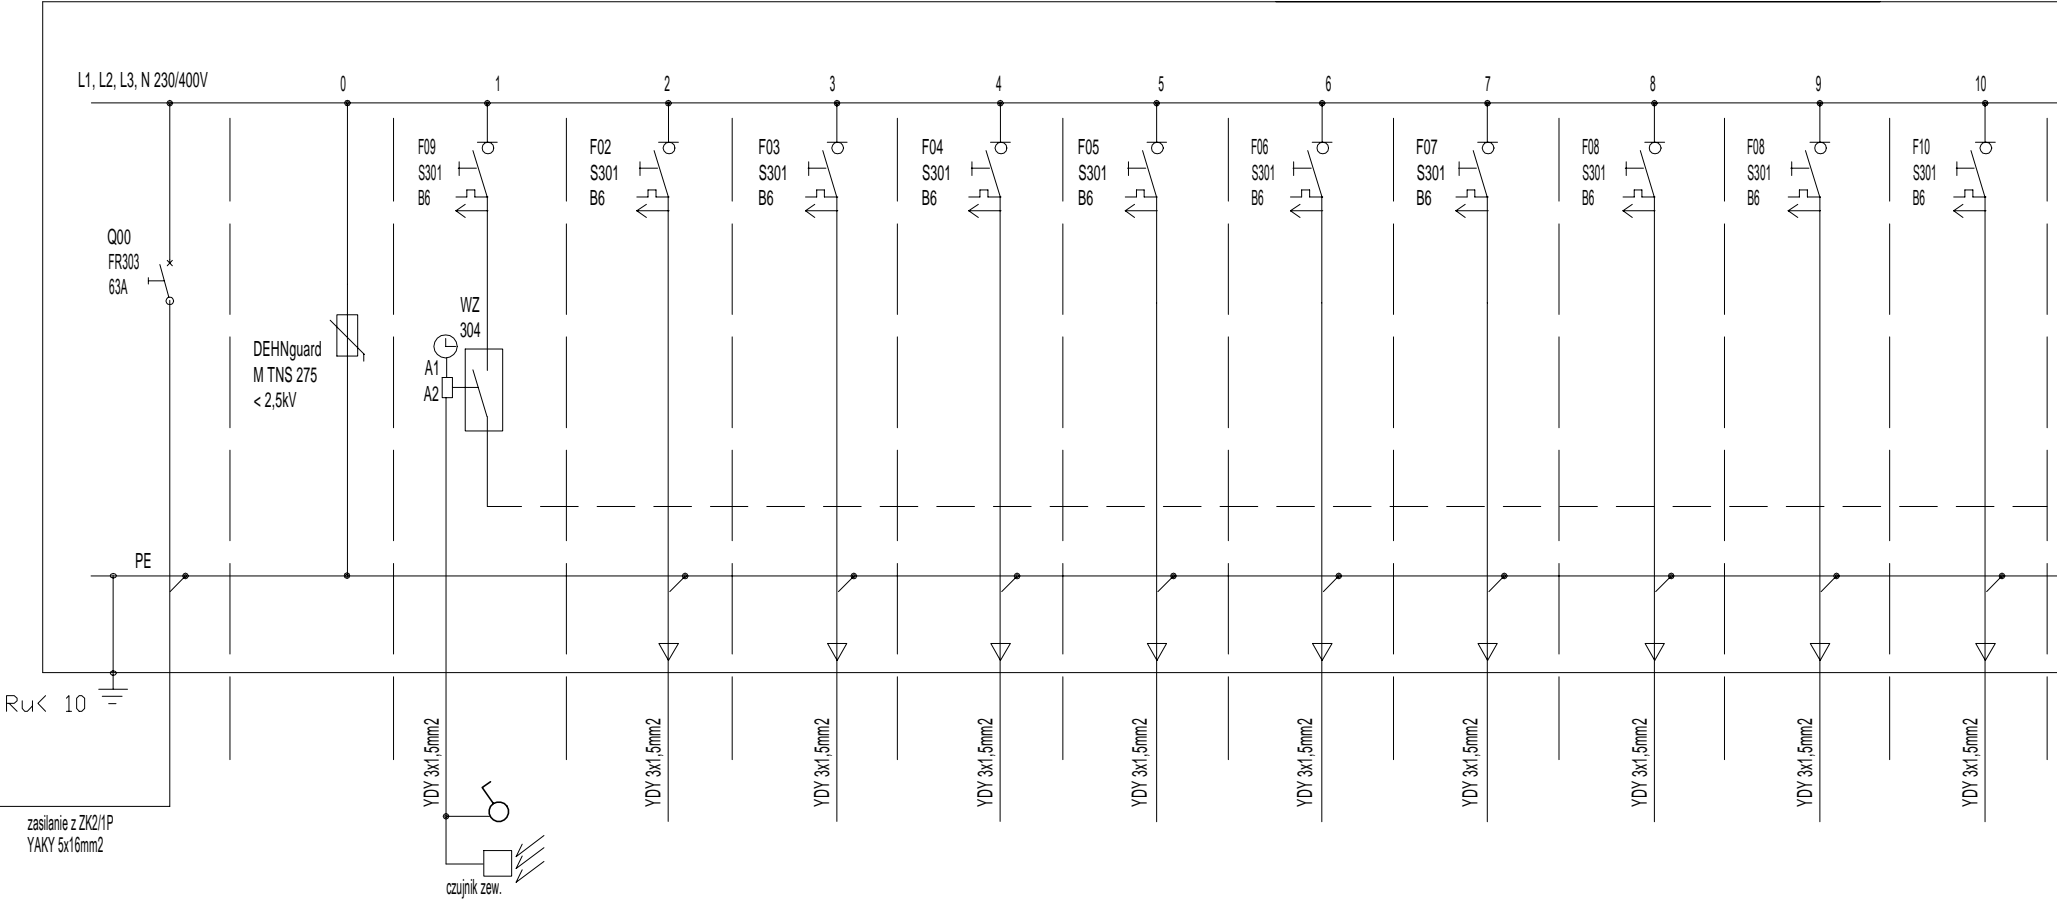 L1, L2, L3, N 230/400V
0
1
2
3
4
5
6
7
8
9
10
Q00
FR303
63A
DEHNguard
M TNS 275
< 2,5kV
F09
S301
B6
WZ
304
A1
A2
F02
S301
B6
F03
S301
B6
F04
S301
B6
F05
S301
B6
F06
S301
B6
F07
S301
B6
F08
S301
B6
F08
S301
B6
F10
S301
B6
PE
Ru< 10
zasilanie z ZK2/1P
YAKY 5x16mm2
YDY 3x1,5mm2
czujnik zew.
YDY 3x1,5mm2
YDY 3x1,5mm2
YDY 3x1,5mm2
YDY 3x1,5mm2
YDY 3x1,5mm2
YDY 3x1,5mm2
YDY 3x1,5mm2
YDY 3x1,5mm2
YDY 3x1,5mm2